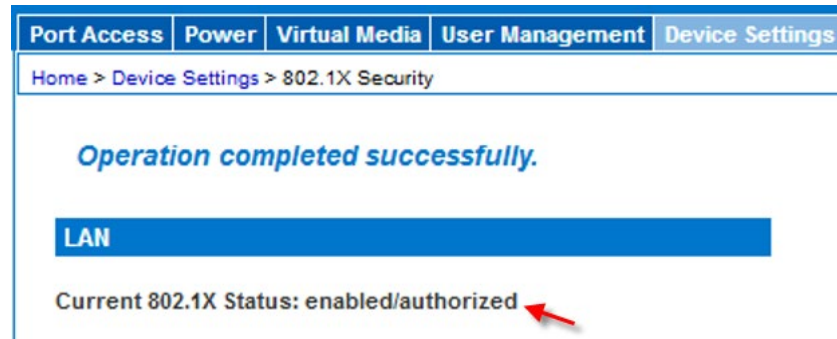 Port Access Power Virtual Media User Management Device Settings
Home > Device Settings > 802.1X Security
Operation completed successfully.
LAN
Current 802.1X Status: enabled/authorized